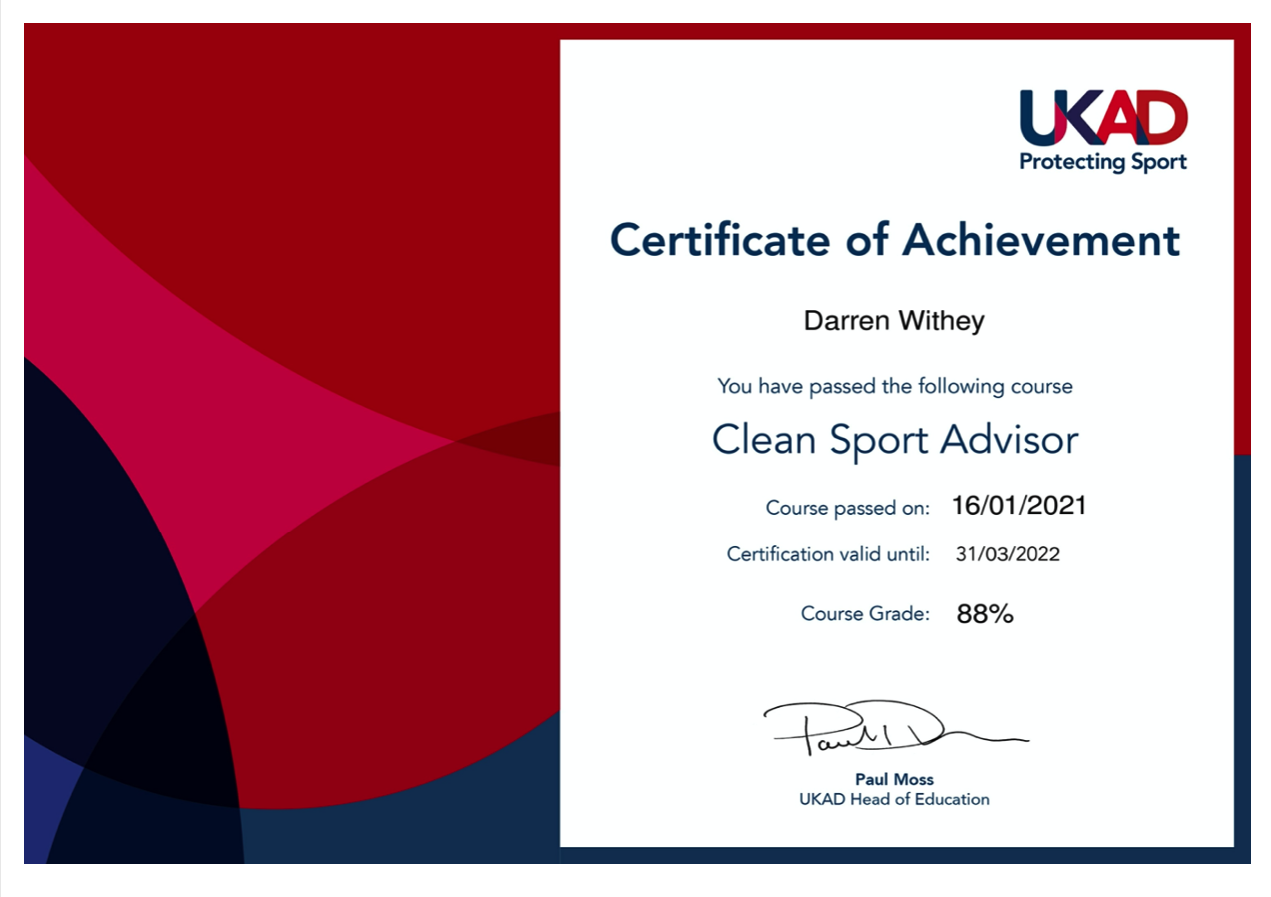 UKAD
Protecting Sport
Certificate of Achievement
Darren Withey
You have passed the following course
Clean Sport Advisor
Course passed on: 16/01/2021
Certification valid until: 31/03/2022
Course Grade: 88%
Paul Moss
UKAD Head of Education